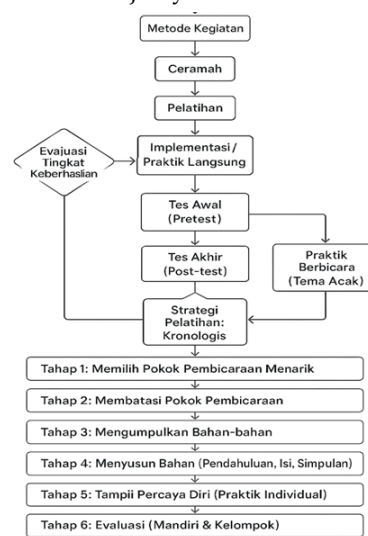 Metode Kegiatan
Ceramah
Pelatihan
Evajuasi
Tingkat
Keberhaslian
Implementasi/
Praktik Langsung
Tes Awal
(Pretest)
Tes Akhir
(Post-test)
Praktik
Berbicara
(Tema Acak)
Strategi
Pelatihan:
Kronologis
Tahap 1: Memilih Pokok Pembicaraan Menarik
Tahap 2: Membatasi Pokok Pembicaraan
Tahap 3: Mengumpulkan Bahan-bahan
Tahap 4: Menyusun Bahan (Pendahuluan, Isi, Simpulan)
Tahap 5: Tampii Percaya Diri (Praktik Individual)
Tahap 6: Evaluasi (Mandiri & Kelompok)